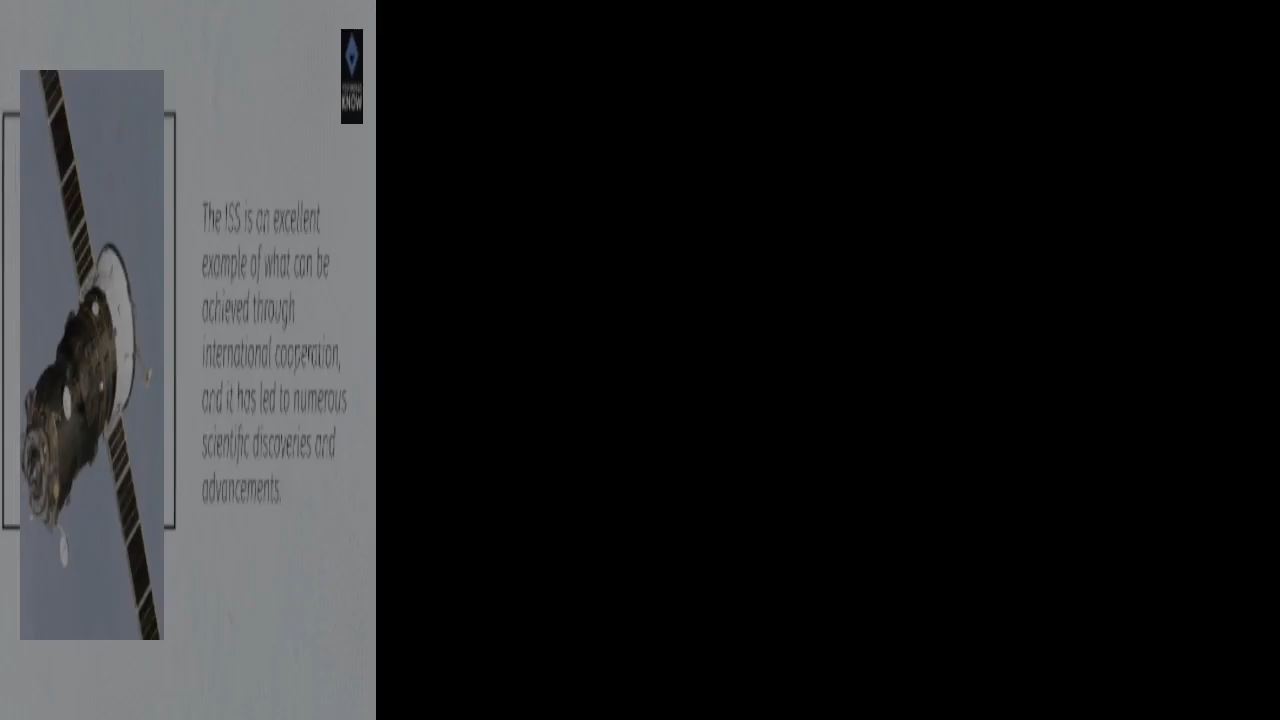 KNOW
The ISS is an excellent
example of what can be
achieved through
international cooperation,
and it has led to numerous
scientific discoveries and
advancements.